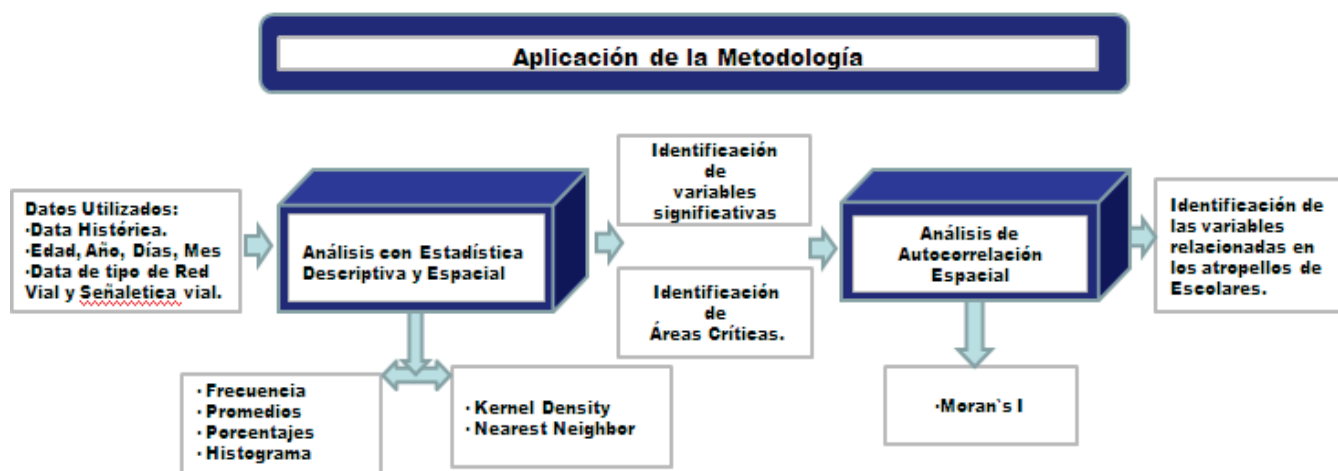 Aplicación de la Metodología
Datos Utilizados:
·Data Histórica.
·Edad, Año, Días, Mes
·Data de tipo de Red
Vial y Señaletica vial.
Análisis con Estadística
Descriptiva y Espacial
· Frecuencia
· Promedios
· Porcentajes
· Histograma
· Kernel Density
· Nearest Neighbor
Identificación
de
variables
significativas
Identificación
de
Áreas Críticas.
Análisis de
Autocorrelación
Espacial
·Moran`s I
Identificación de
las variables
relacionadas en
los atropellos de
Escolares.